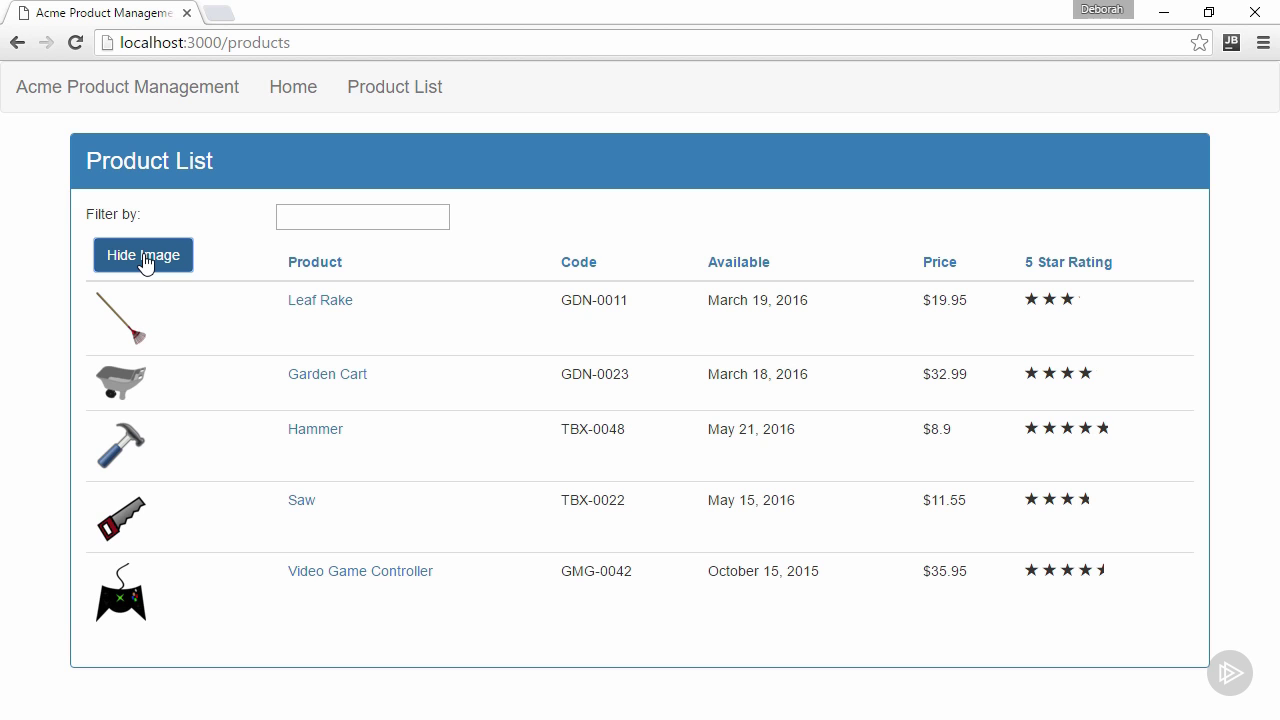 Acme Product Manageme
Deborah
localhost:3000/products
JB
Acme Product Management Home Product List
Product List
Filter by:
Hide Image Product Code Available Price 5 Star Rating
Leaf Rake GDN-0011 March 19, 2016 $19.95
Garden Cart GDN-0023 March 18, 2016 $32.99
Hammer TBX-0048 May 21, 2016 $8.9
Saw TBX-0022 May 15, 2016 $11.55
Video Game Controller GMG-0042 October 15, 2015 $35.95